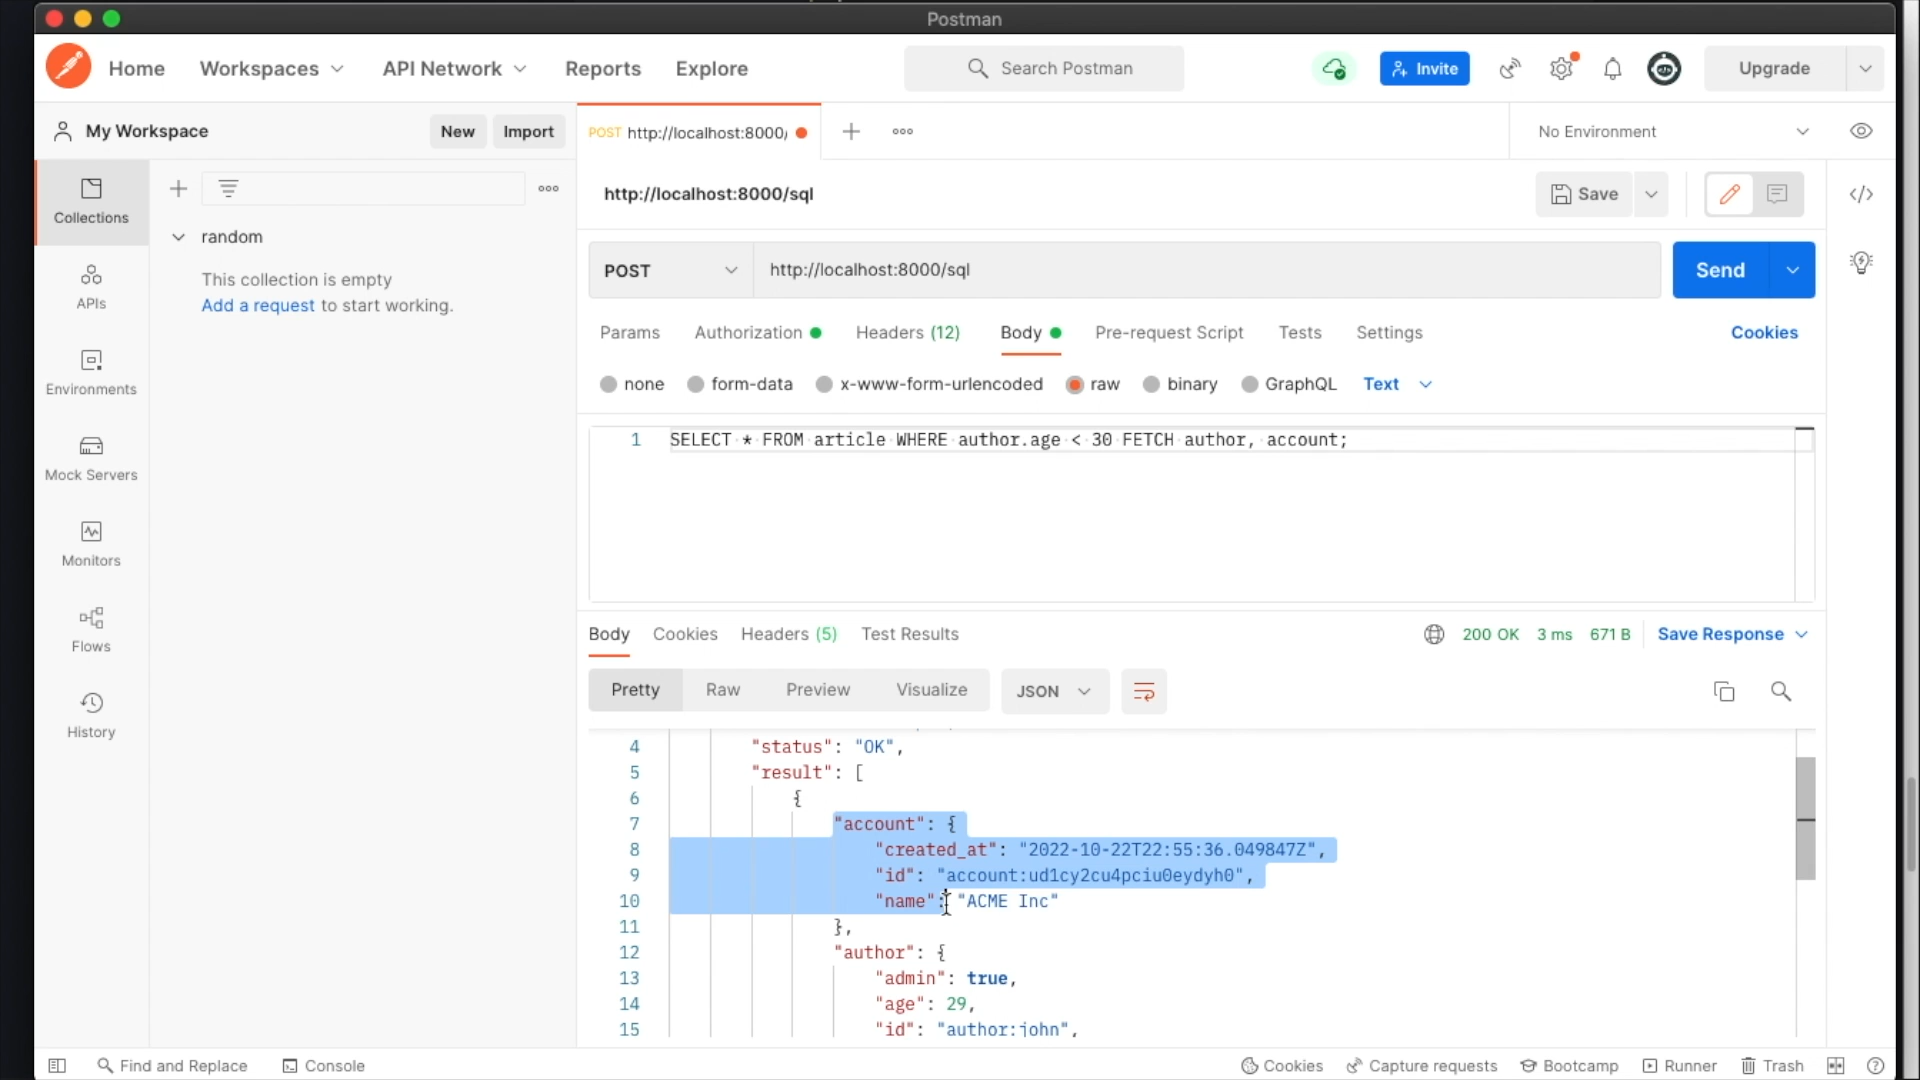 Postman
Home
Workspaces
API Network
Reports
Explore
Search Postman
Invite
Upgrade
My Workspace
New
Import
POST http://localhost:8000/
No Environment
Collections
http://localhost:8000/sql
Save
random
This collection is empty
Add a request to start working.
APIs
POST
http://localhost:8000/sql
Send
Params
Authorization
Headers (12)
Body
Pre-request Script
Tests
Settings
Cookies
Environments
none
form-data
x-www-form-urlencoded
raw
binary
GraphQL
Text
1 SELECT * FROM article WHERE author.age < 30 FETCH author, account;
Mock Servers
Monitors
Flows
History
Body
Cookies
Headers (5)
Test Results
200 OK
3 ms
671 B
Save Response
Pretty
Raw
Preview
Visualize
JSON
4 "status": "OK",
5 "result": [
6 {
7 "account": {
8 "created_at": "2022-10-22T22:55:36.049847Z",
9 "id": "account:ud1cy2cu4pciu0eydyh0",
10 "name": "ACME Inc"
11 },
12 "author": {
13 "admin": true,
14 "age": 29,
15 "id": "author:john",
Find and Replace
Console
Cookies
Capture requests
Bootcamp
Runner
Trash